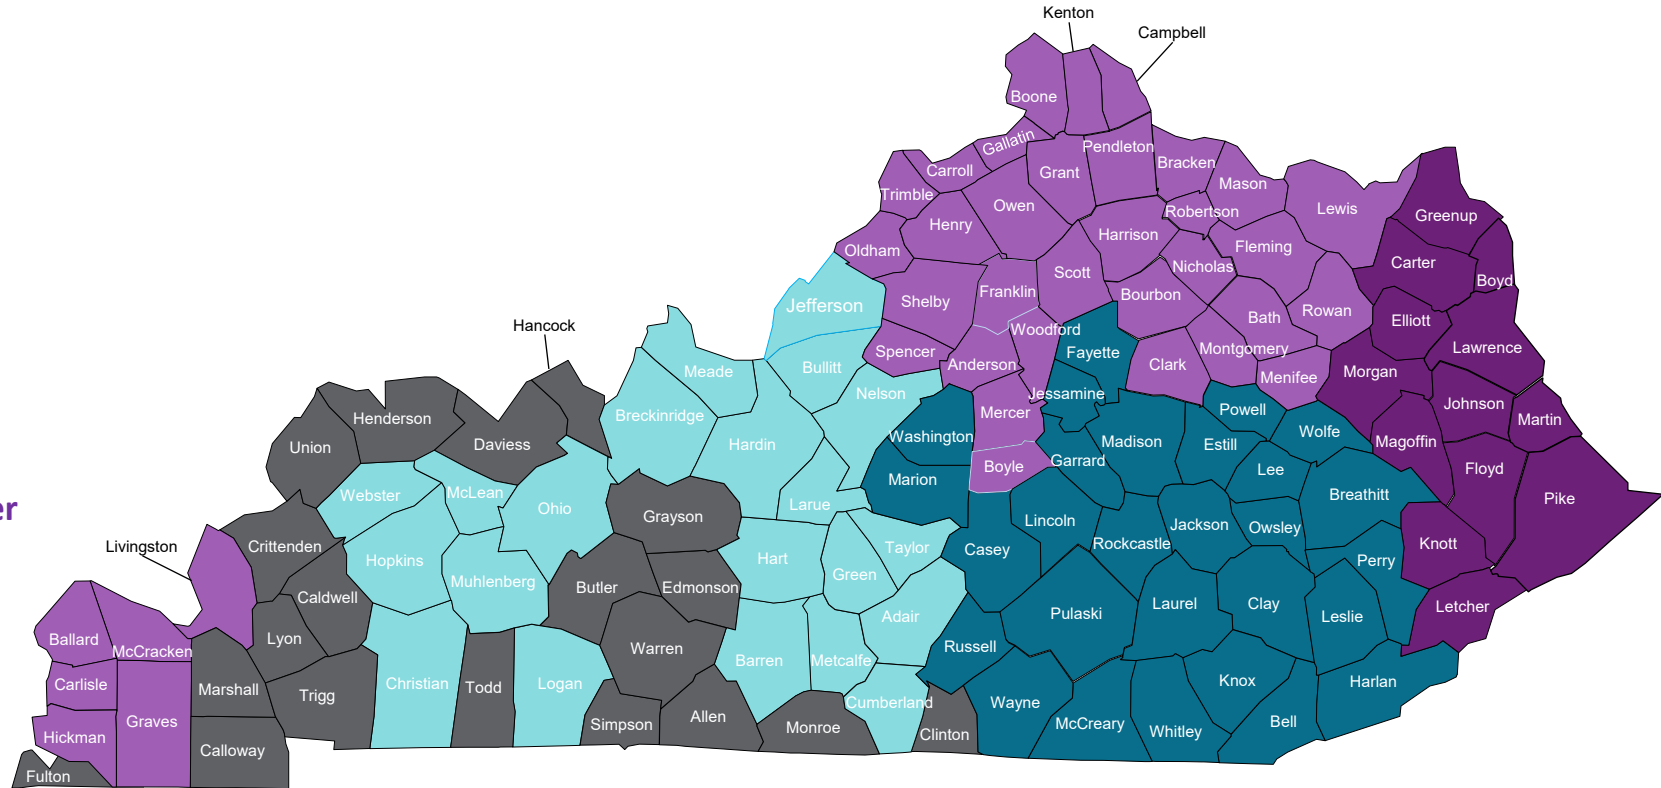 Kenton
Campbell
Boone
Gallatin
Pendleton
Carroll
Grant
Bracken
Trimble
Mason
Owen
Robertson
Lewis
Greenup
Henry
Harrison
Oldham
Fleming
Scott
Nicholas
Carter
Boyd
Shelby
Franklin
Bourbon
Jefferson
Rowan
Bath
Elliott
Hancock
Woodford
Lawrence
Spencer
Fayette
Montgomery
Anderson
Clark
Bullitt
Meade
Menifee
Morgan
Nelson
Jessamine
Johnson
Breckinridge
Mercer
Powell
Henderson
Martin
Washington
Wolfe
Daviess
Hardin
Madison
Estill
Magoffin
Union
Garrard
Boyle
Lee
Floyd
Marion
McLean
Webster
Breathitt
Pike
er
Ohio
Larue
Grayson
Lincoln
Jackson
Owsley
Livingston
Crittenden
Taylor
Casey
Rockcastle
Knott
Hopkins
Hart
Green
Perry
Muhlenberg
Butler
Edmonson
Caldwell
Laurel
Clay
Letcher
Pulaski
Adair
Leslie
Ballard
Lyon
McCracken
Warren
Russell
Barren
Metcalfe
Carlisle
Christian
Logan
Todd
Marshall
Knox
Harlan
Trigg
Cumberland
Wayne
Graves
Allen
Simpson
Monroe
McCreary
Bell
Whitley
Hickman
Clinton
Calloway
Fulton